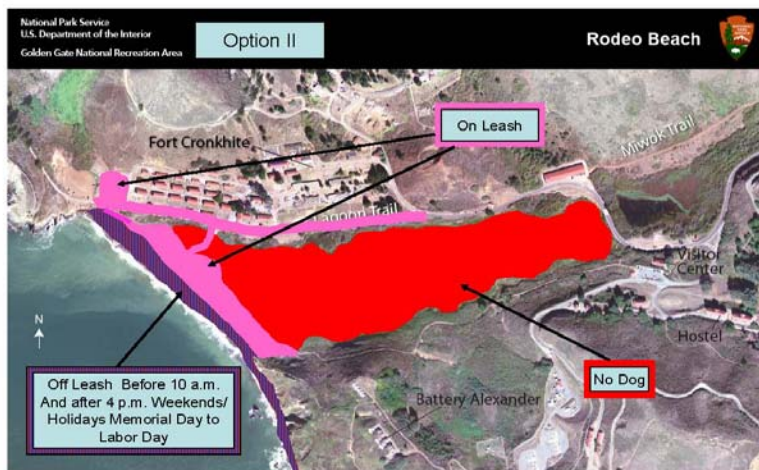 National Park Service
U.S. Department of the Interior
Golden Gate National Recreation Area
Option II
Rodeo Beach
On Leash
Fort Cronkhite
Miwok Trail
Lagoon Trail
Visitor
Center
N
Hostel
No Dog
Battery Alexander
Off Leash Before 10 a.m.
And after 4 p.m. Weekends/
Holidays Memorial Day to
Labor Day